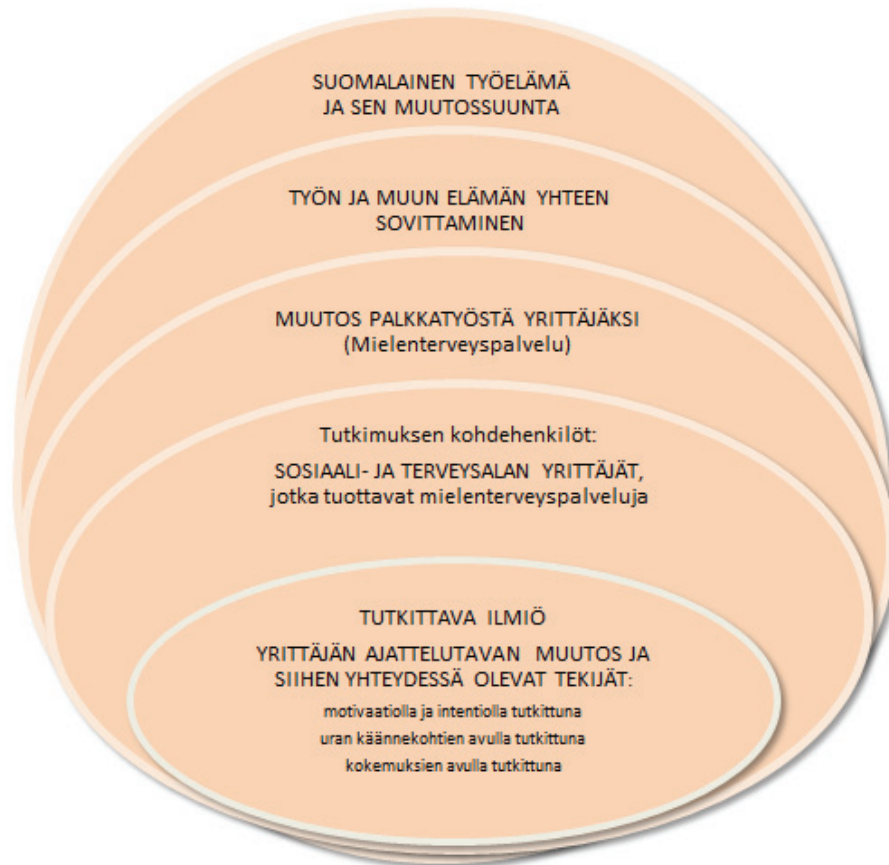 SUOMALAINEN TYÖELÄMÄ
JA SEN MUUTOSSUUNTA
TYÖN JA MUUN ELÄMÄN YHTEEN
SOVITTAMINEN
MUUTOS PALKKATYÖSTÄ YRITTÄJÄKSI
(Mielenterveyspalvelu)
Tutkimuksen kohdehenkilöt:
SOSIAALI- JA TERVEYSALAN YRITTÄJÄT,
jotka tuottavat mielenterveyspalveluja
TUTKITTAVA ILMIÖ
YRITTÄJÄN AJATTELUTAVAN MUUTOS JA
SIIHEN YHTEYDESSÄ OLEVAT TEKIJÄT:
motivaatiolla ja intentiolla tutkittuna
uran käännekohtien avulla tutkittuna
kokemuksien avulla tutkittuna